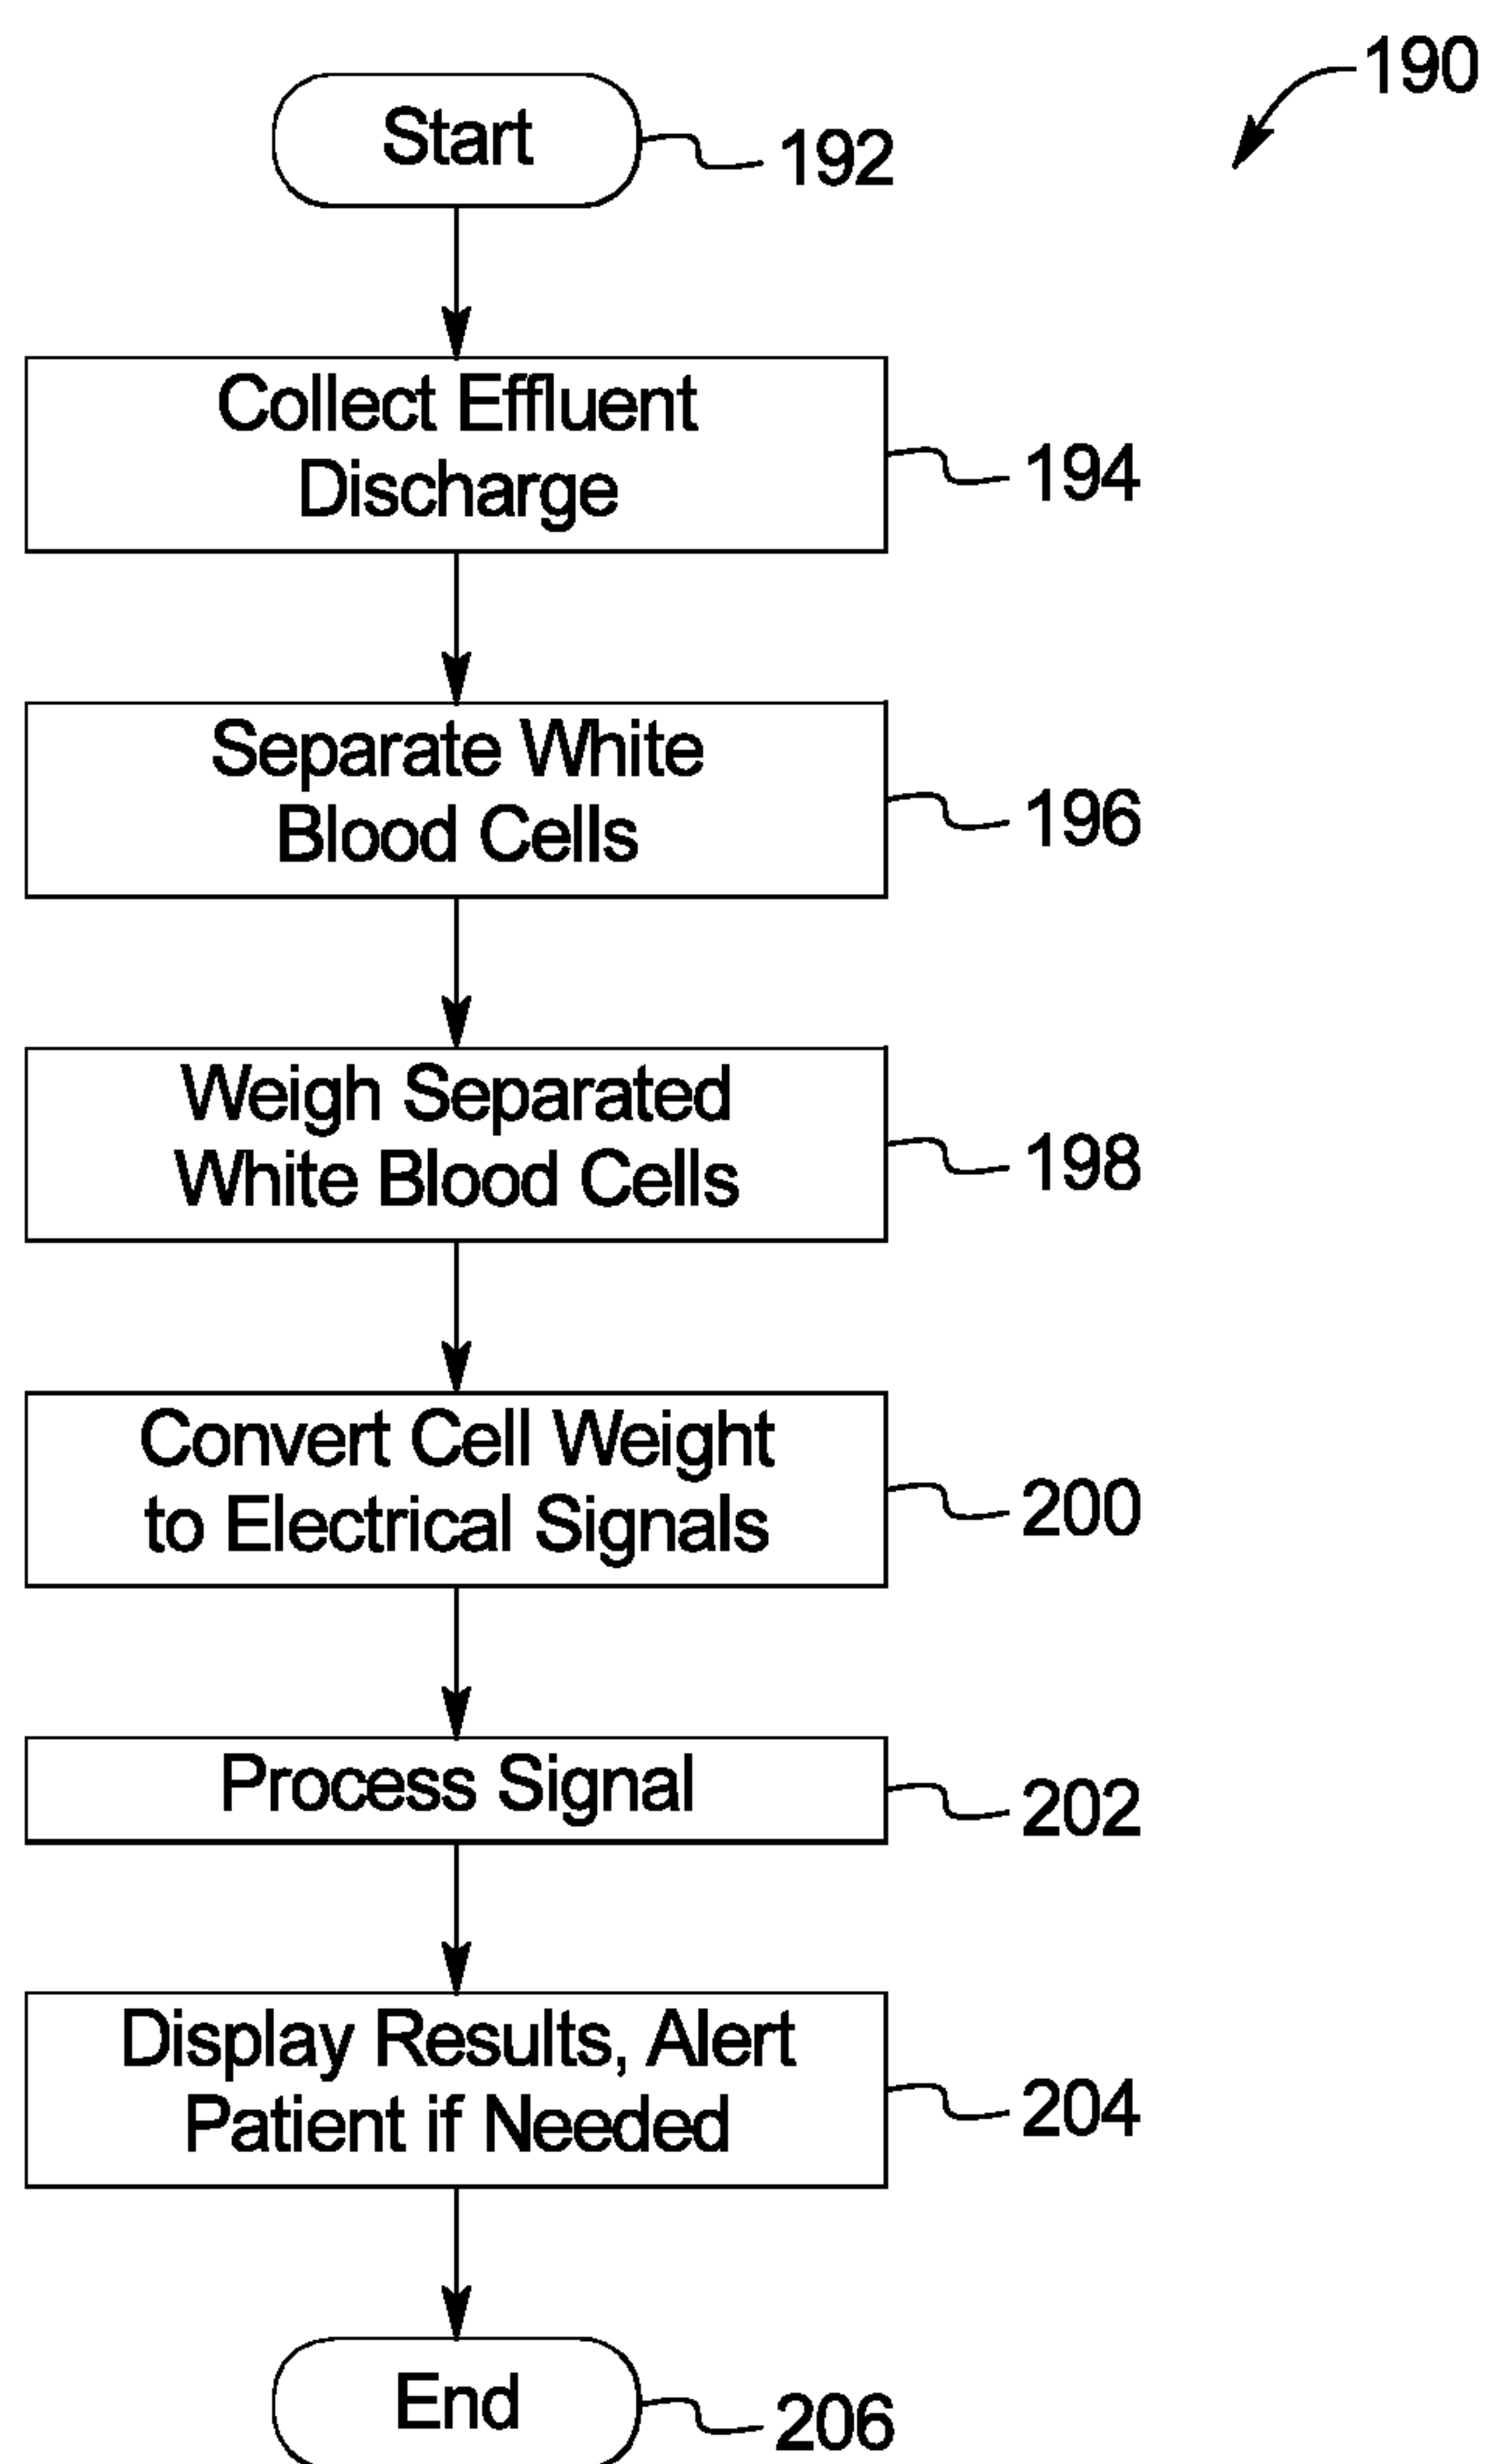 190
Start
192
Collect Effluent
Discharge
194
Separate White
Blood Cells
196
Weigh Separated
White Blood Cells
198
Convert Cell Weight
to Electrical Signals
200
Process Signal
202
Display Results, Alert
Patient if Needed
204
End
206